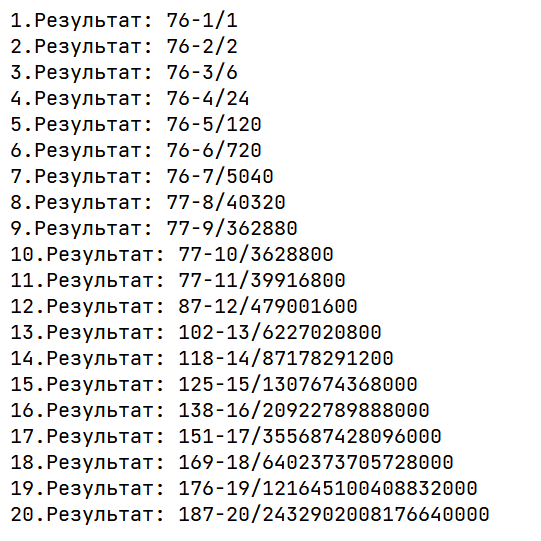 1.Результат: 76-1/1
2.Результат: 76-2/2
3.Результат: 76-3/6
4.Результат: 76-4/24
5.Результат: 76-5/120
6.Результат: 76-6/720
7.Результат: 76-7/5040
8.Результат: 77-8/40320
9.Результат: 77-9/362880
10.Результат: 77-10/3628800
11.Результат: 77-11/39916800
12.Результат: 87-12/479001600
13.Результат: 102-13/6227020800
14.Результат: 118-14/87178291200
15.Результат: 125-15/1307674368000
16.Результат: 138-16/20922789888000
17.Результат: 151-17/355687428096000
18.Результат: 169-18/6402373705728000
19.Результат: 176-19/121645100408832000
20.Результат: 187-20/2432902008176640000